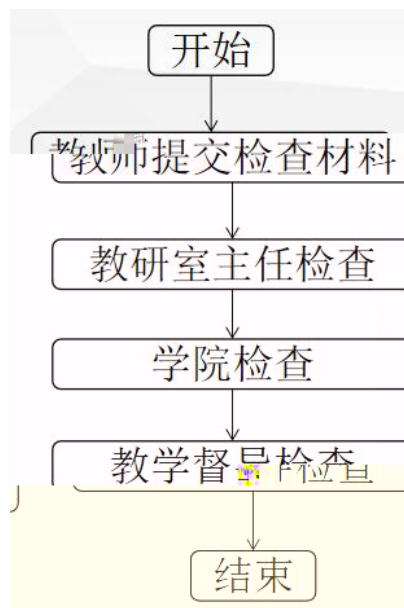 开始
教师提交检查材料
教研室主任检查
学院检查
教学督导检查
结束